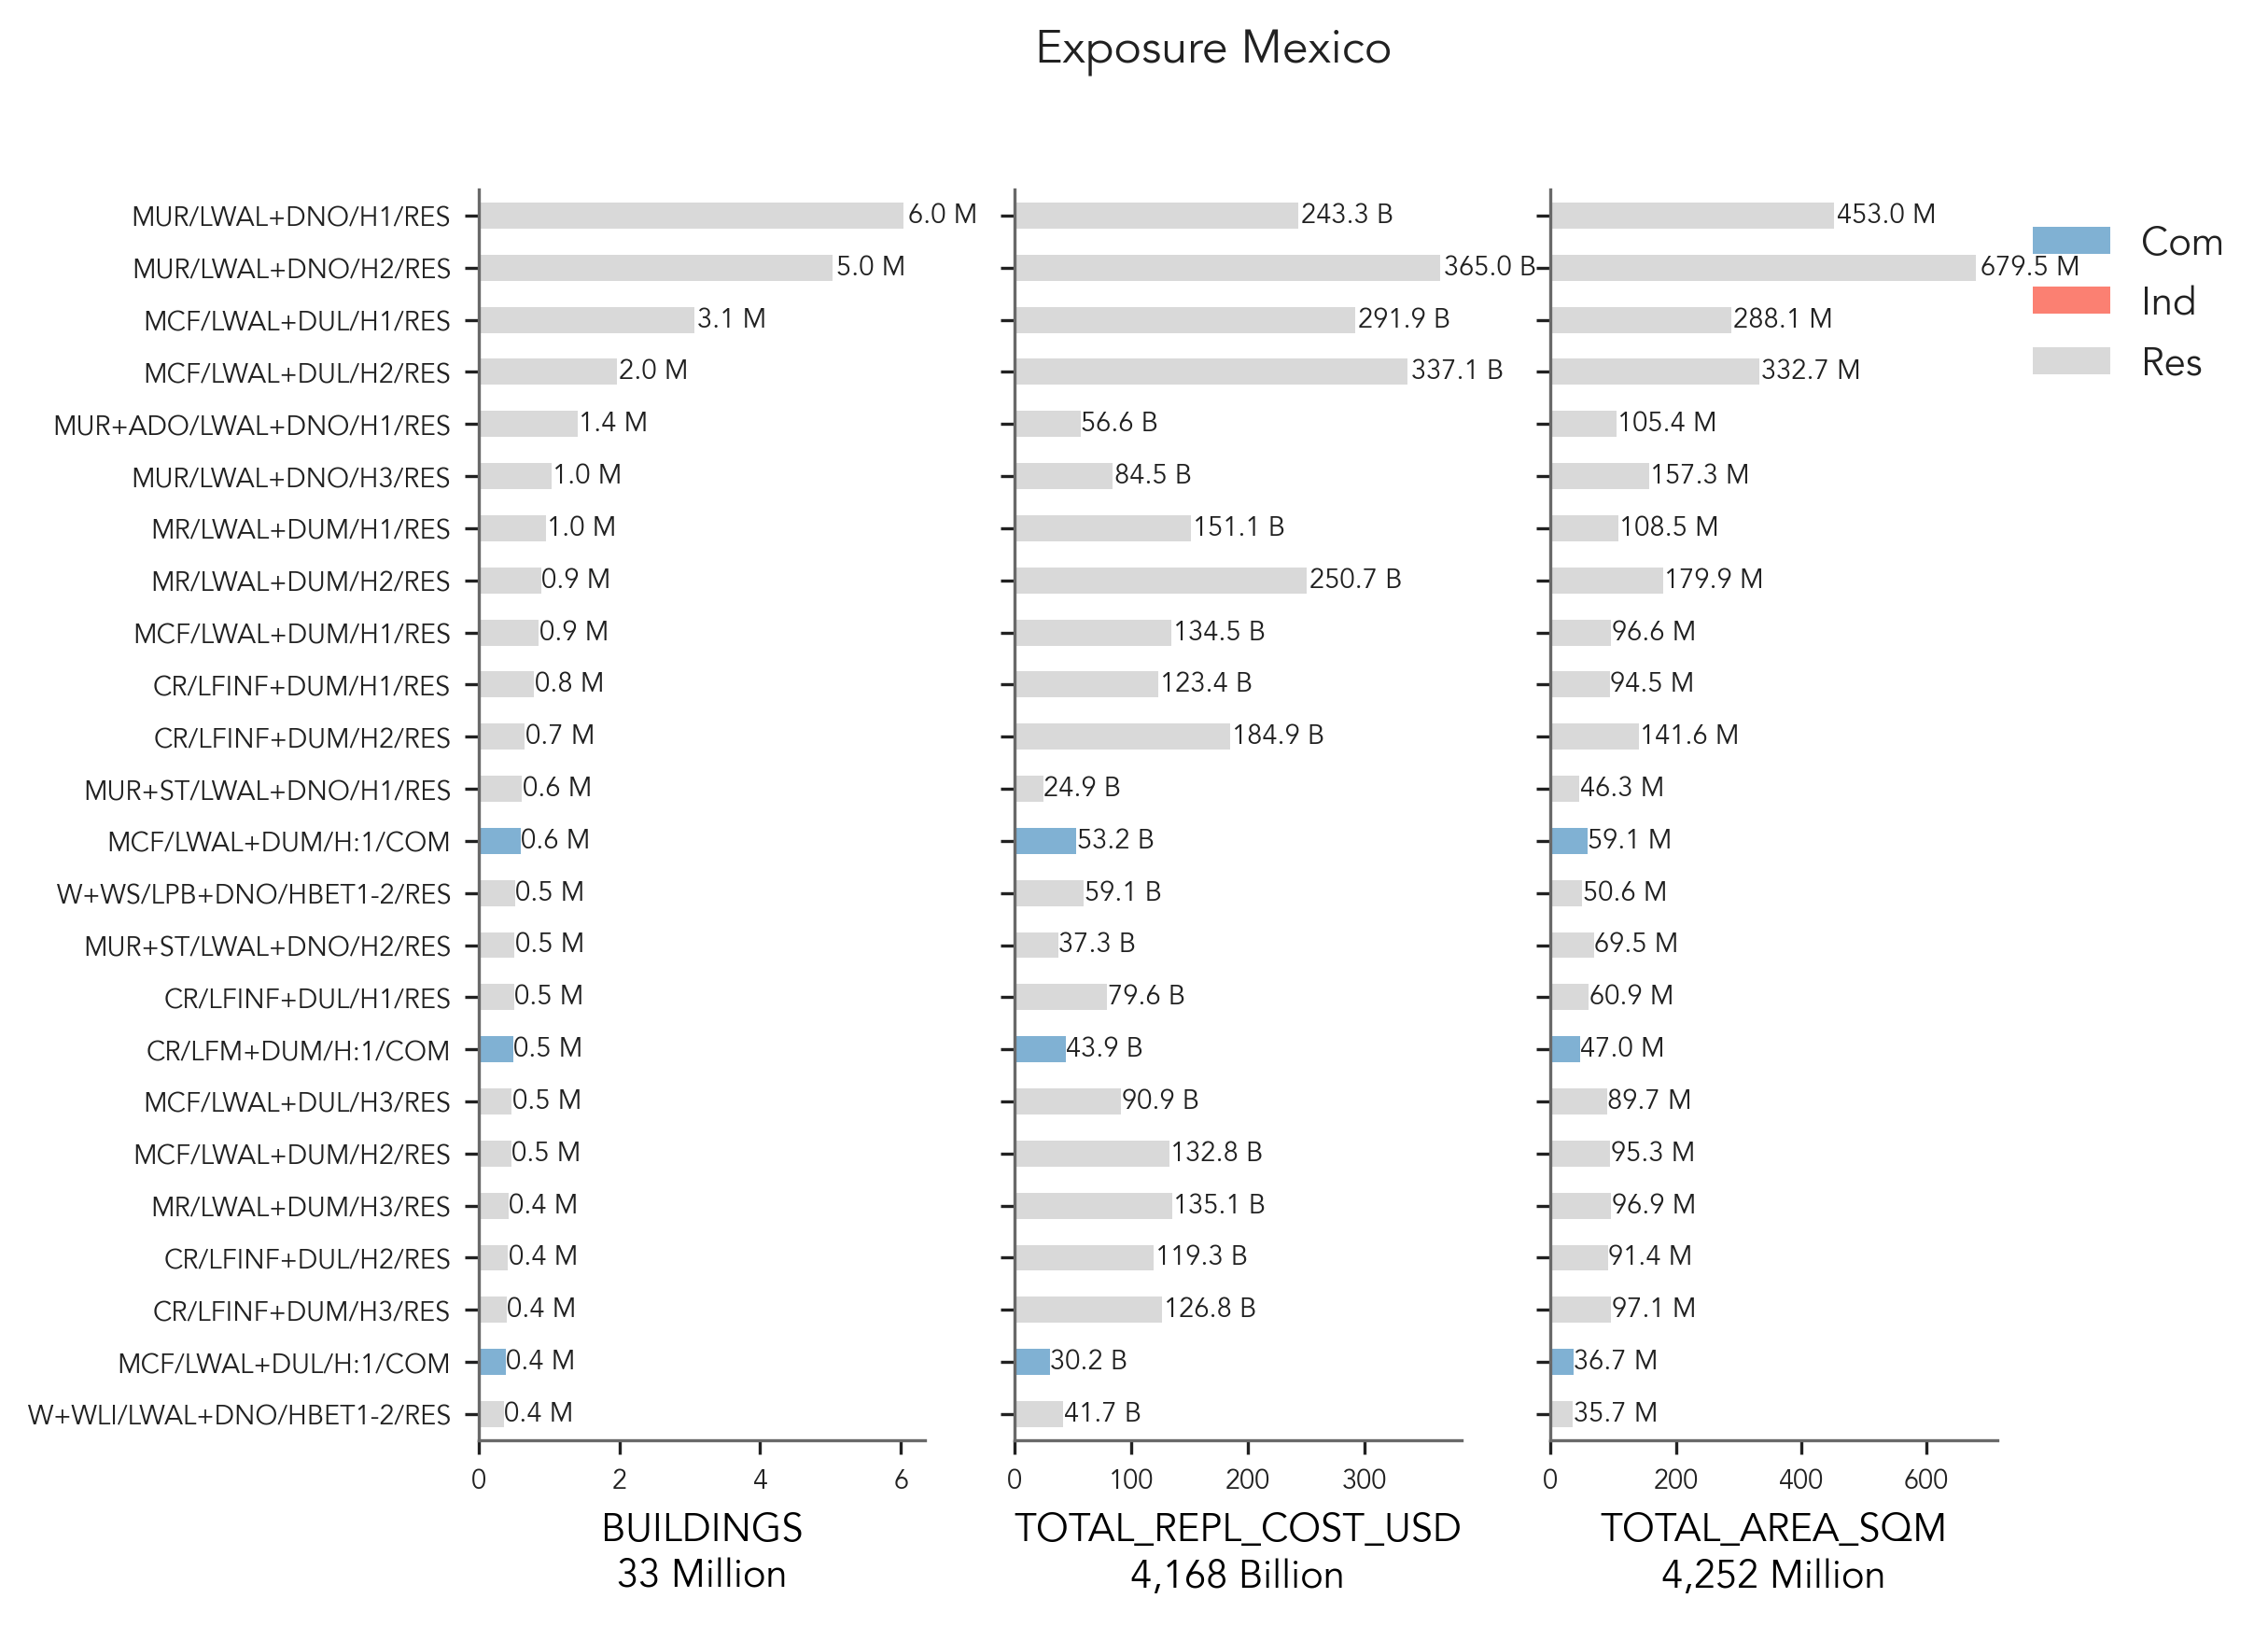 Exposure Mexico
MUR/LWAL+DNO/H1/RES 6.0 M 243.3 B 453.0 M
MUR/LWAL+DNO/H2/RES 5.0 M 365.0 B 679.5 M
MCF/LWAL+DUL/H1/RES 3.1 M 291.9 B 288.1 M
MCF/LWAL+DUL/H2/RES 2.0 M 337.1 B 332.7 M
MUR+ADO/LWAL+DNO/H1/RES 1.4 M 56.6 B 105.4 M
MUR/LWAL+DNO/H3/RES 1.0 M 84.5 B 157.3 M
MR/LWAL+DUM/H1/RES 1.0 M 151.1 B 108.5 M
MR/LWAL+DUM/H2/RES 0.9 M 250.7 B 179.9 M
MCF/LWAL+DUM/H1/RES 0.9 M 134.5 B 96.6 M
CR/LFINF+DUM/H1/RES 0.8 M 123.4 B 94.5 M
CR/LFINF+DUM/H2/RES 0.7 M 184.9 B 141.6 M
MUR+ST/LWAL+DNO/H1/RES 0.6 M 24.9 B 46.3 M
MCF/LWAL+DUM/H:1/COM 0.6 M 53.2 B 59.1 M
W+WS/LPB+DNO/HBET1-2/RES 0.5 M 59.1 B 50.6 M
MUR+ST/LWAL+DNO/H2/RES 0.5 M 37.3 B 69.5 M
CR/LFINF+DUL/H1/RES 0.5 M 79.6 B 60.9 M
CR/LFM+DUM/H:1/COM 0.5 M 43.9 B 47.0 M
MCF/LWAL+DUL/H3/RES 0.5 M 90.9 B 89.7 M
MCF/LWAL+DUM/H2/RES 0.5 M 132.8 B 95.3 M
MR/LWAL+DUM/H3/RES 0.4 M 135.1 B 96.9 M
CR/LFINF+DUL/H2/RES 0.4 M 119.3 B 91.4 M
CR/LFINF+DUM/H3/RES 0.4 M 126.8 B 97.1 M
MCF/LWAL+DUL/H:1/COM 0.4 M 30.2 B 36.7 M
W+WLI/LWAL+DNO/HBET1-2/RES 0.4 M 41.7 B 35.7 M
Com
Ind
Res
0 2 4 6
BUILDINGS
33 Million
0 100 200 300
TOTAL_REPL_COST_USD
4,168 Billion
0 200 400 600
TOTAL_AREA_SQM
4,252 Million